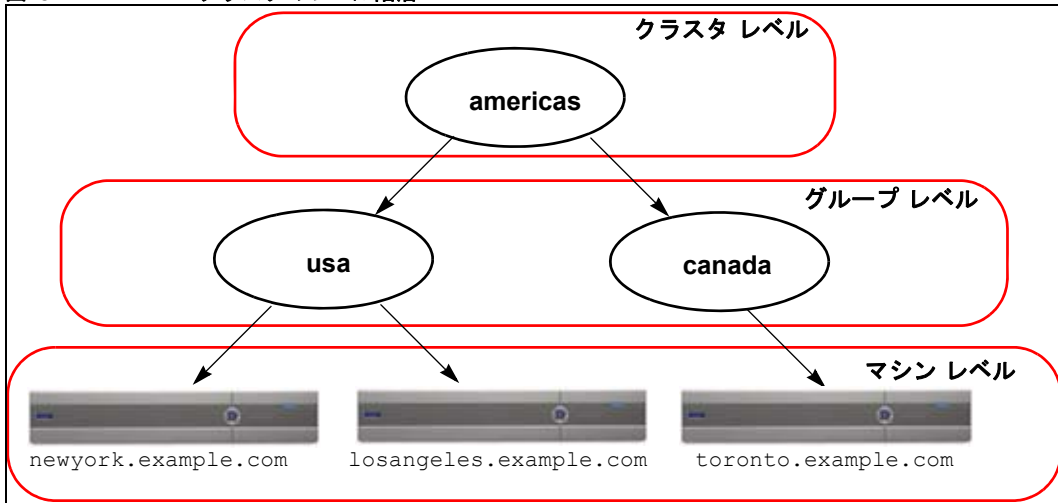 クラスタ レベル
americas
グループ レベル
usa
canada
マシン レベル
newyork.example.com
losangeles.example.com
toronto.example.com